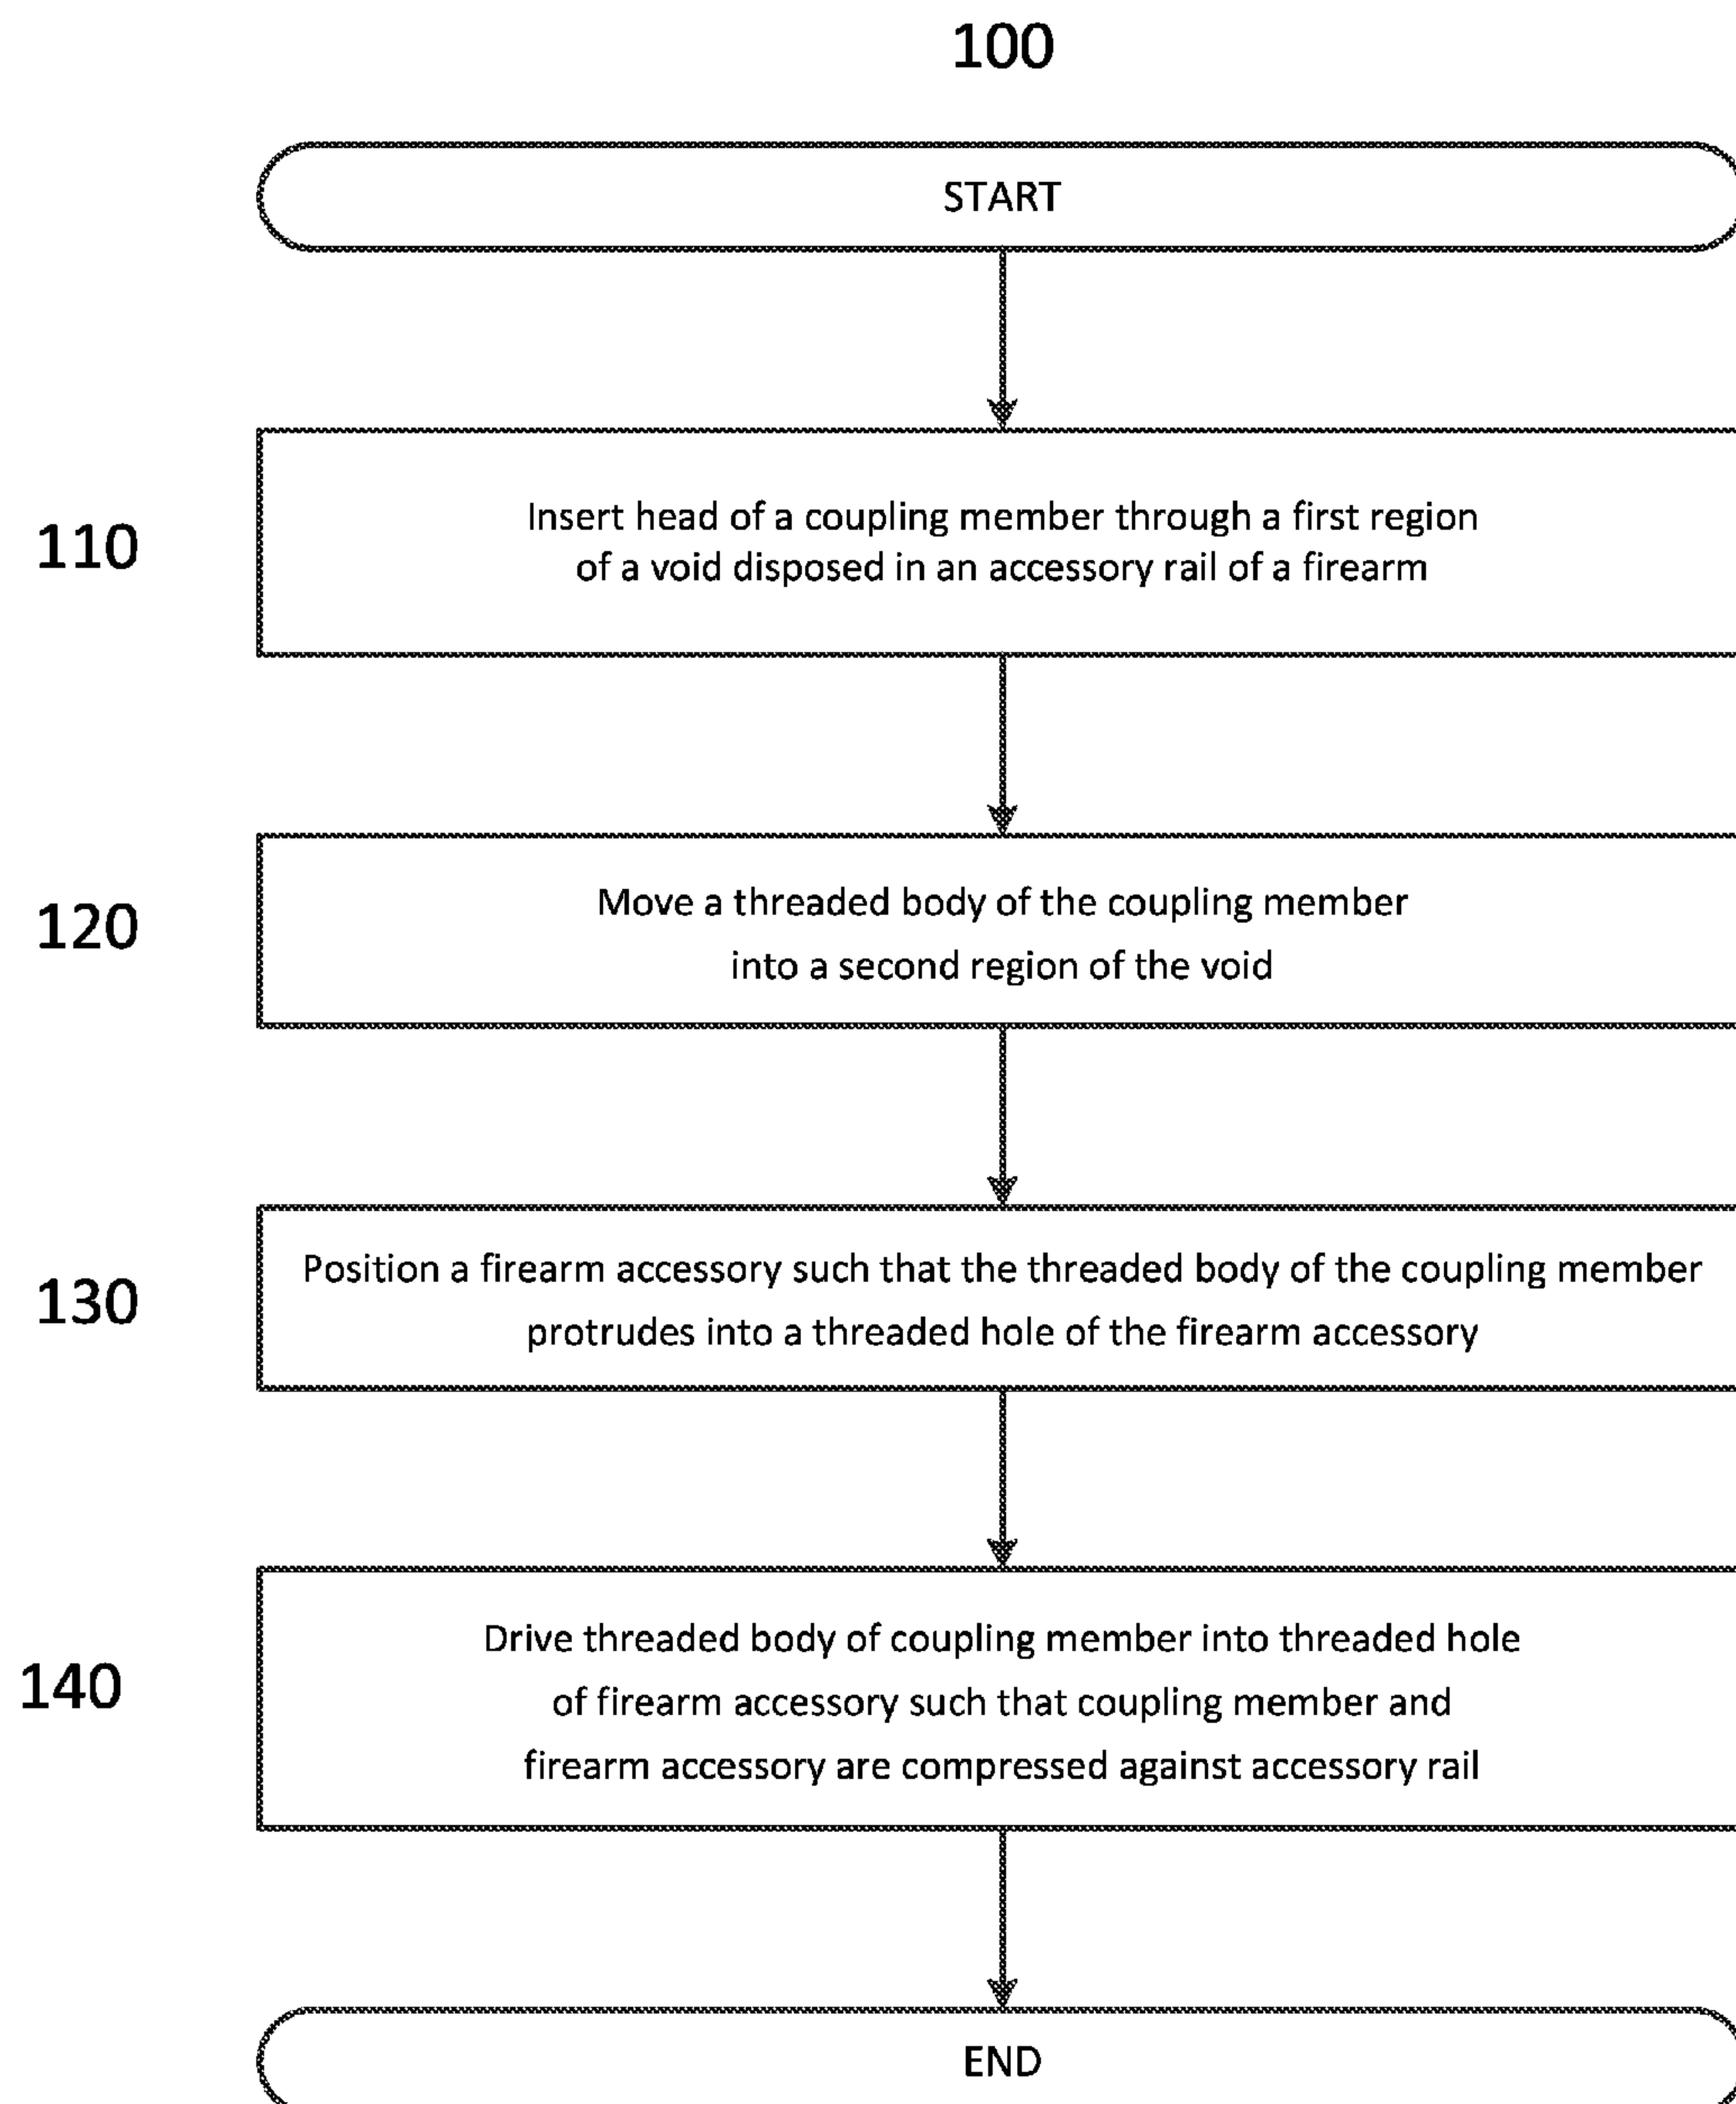 100
START
110
Insert head of a coupling member through a first region
of a void disposed in an accessory rail of a firearm
120
Move a threaded body of the coupling member
into a second region of the void
130
Position a firearm accessory such that the threaded body of the coupling member
protrudes into a threaded hole of the firearm accessory
140
Drive threaded body of coupling member into threaded hole
of firearm accessory such that coupling member and
firearm accessory are compressed against accessory rail
END